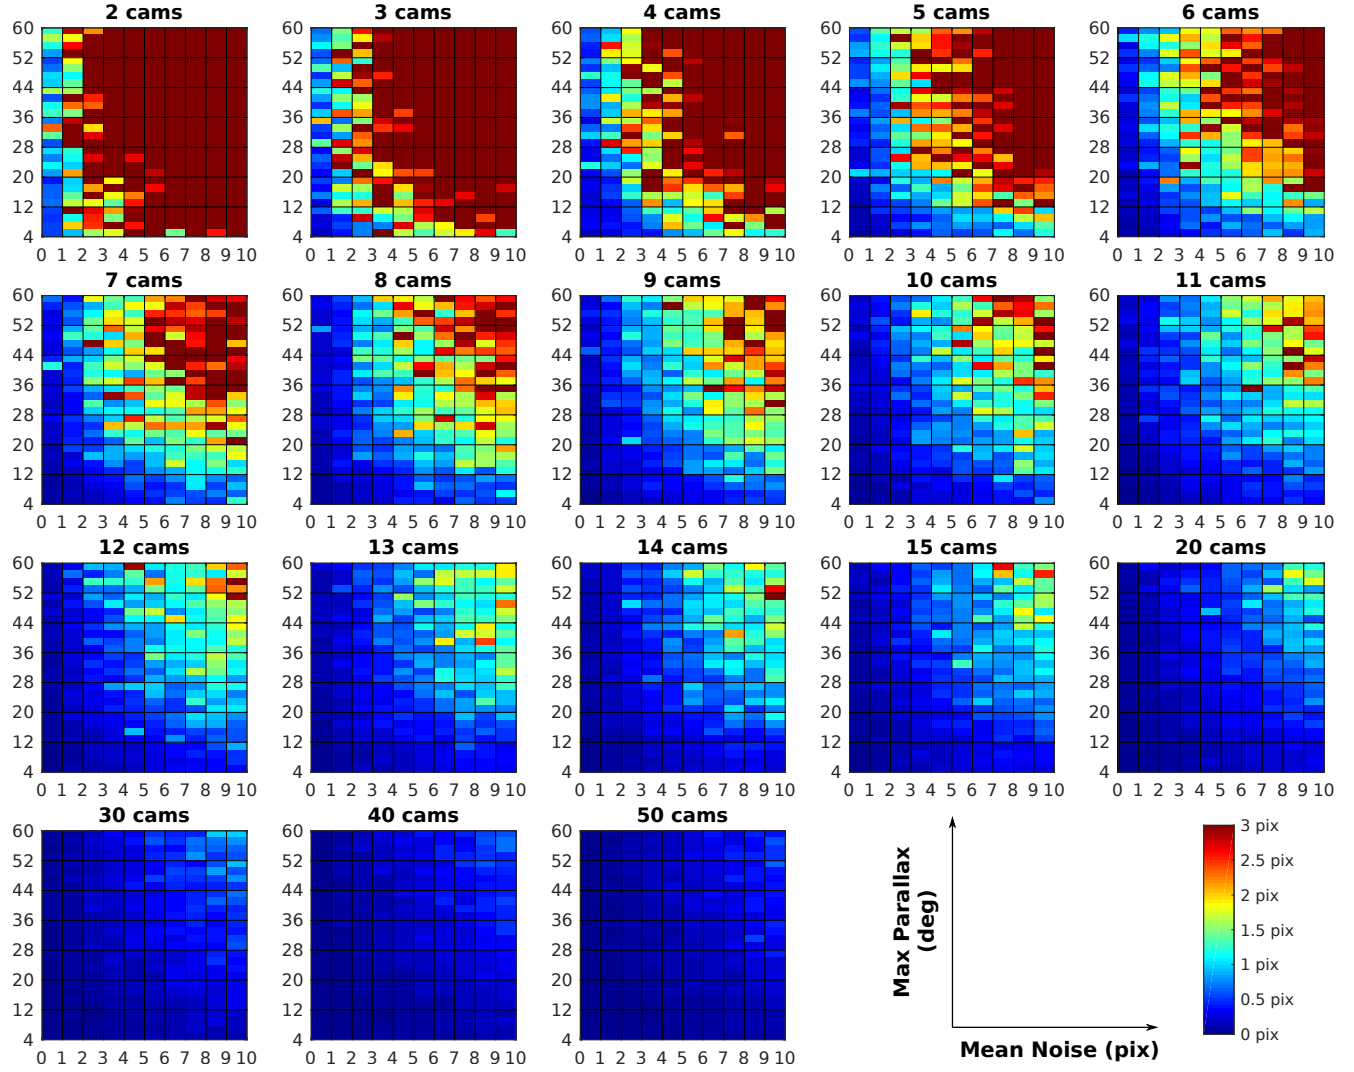 2 cams 3 cams 4 cams 5 cams 6 cams
60 60 60 60 60
52 52 52 52 52
44 44 44 44 44
36 36 36 36 36
28 28 28 28 28
20 20 20 20 20
12 12 12 12 12
4 4 4 4 4
0 1 2 3 4 5 6 7 8 9 10 0 1 2 3 4 5 6 7 8 9 10 0 1 2 3 4 5 6 7 8 9 10 0 1 2 3 4 5 6 7 8 9 10 0 1 2 3 4 5 6 7 8 9 10
7 cams 8 cams 9 cams 10 cams 11 cams
60 60 60 60 60
52 52 52 52 52
44 44 44 44 44
36 36 36 36 36
28 28 28 28 28
20 20 20 20 20
12 12 12 12 12
4 4 4 4 4
0 1 2 3 4 5 6 7 8 9 10 0 1 2 3 4 5 6 7 8 9 10 0 1 2 3 4 5 6 7 8 9 10 0 1 2 3 4 5 6 7 8 9 10 0 1 2 3 4 5 6 7 8 9 10
12 cams 13 cams 14 cams 15 cams 20 cams
60 60 60 60 60
52 52 52 52 52
44 44 44 44 44
36 36 36 36 36
28 28 28 28 28
20 20 20 20 20
12 12 12 12 12
4 4 4 4 4
0 1 2 3 4 5 6 7 8 9 10 0 1 2 3 4 5 6 7 8 9 10 0 1 2 3 4 5 6 7 8 9 10 0 1 2 3 4 5 6 7 8 9 10 0 1 2 3 4 5 6 7 8 9 10
30 cams 40 cams 50 cams
60 60 60
52 52 52
44 44 44
36 36 36
28 28 28
20 20 20
12 12 12
4 4 4
0 1 2 3 4 5 6 7 8 9 10 0 1 2 3 4 5 6 7 8 9 10 0 1 2 3 4 5 6 7 8 9 10
Max Parallax
(deg)
Mean Noise (pix)
3 pix
2.5 pix
2 pix
1.5 pix
1 pix
0.5 pix
0 pix